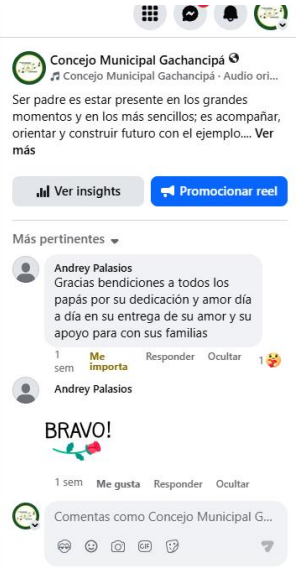 Concejo Municipal Gachancipá
Concejo Municipal Gachancipá · Audio ori...
Ser padre es estar presente en los grandes
momentos y en los más sencillos; es acompañar,
orientar y construir futuro con el ejemplo.... Ver
más
Ver insights
Promocionar reel
Más pertinentes
Andrey Palasios
Gracias bendiciones a todos los
papás por su dedicación y amor día
a día en su entrega de su amor y su
apoyo para con sus familias
1 sem Me importa Responder Ocultar 1
Andrey Palasios
BRAVO!
1 sem Me gusta Responder Ocultar
Comentas como Concejo Municipal G...
GIF